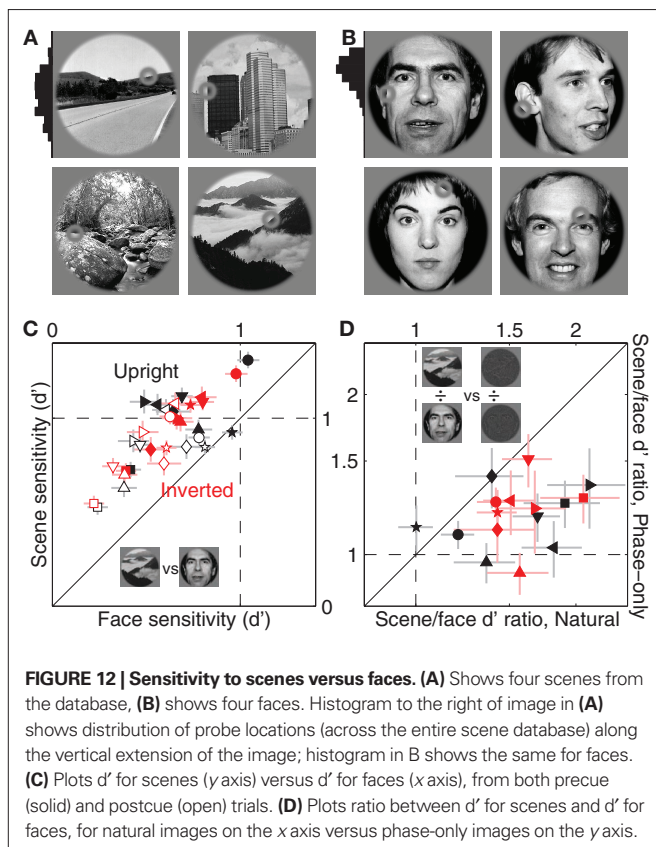 A
B
C
0
1
D
1
1.5
2
Upright
Inverted
vs
1
0
Scene sensitivity (d')
Face sensitivity (d')
÷ vs ÷
2
1.5
1
Scene/face d' ratio, Phase–only
Scene/face d' ratio, Natural
FIGURE 12 | Sensitivity to scenes versus faces. (A) Shows four scenes from
the database, (B) shows four faces. Histogram to the right of image in (A)
shows distribution of probe locations (across the entire scene database) along
the vertical extension of the image; histogram in B shows the same for faces.
(C) Plots d′ for scenes (y axis) versus d′ for faces (x axis), from both precue
(solid) and postcue (open) trials. (D) Plots ratio between d′ for scenes and d′ for
faces, for natural images on the x axis versus phase-only images on the y axis.